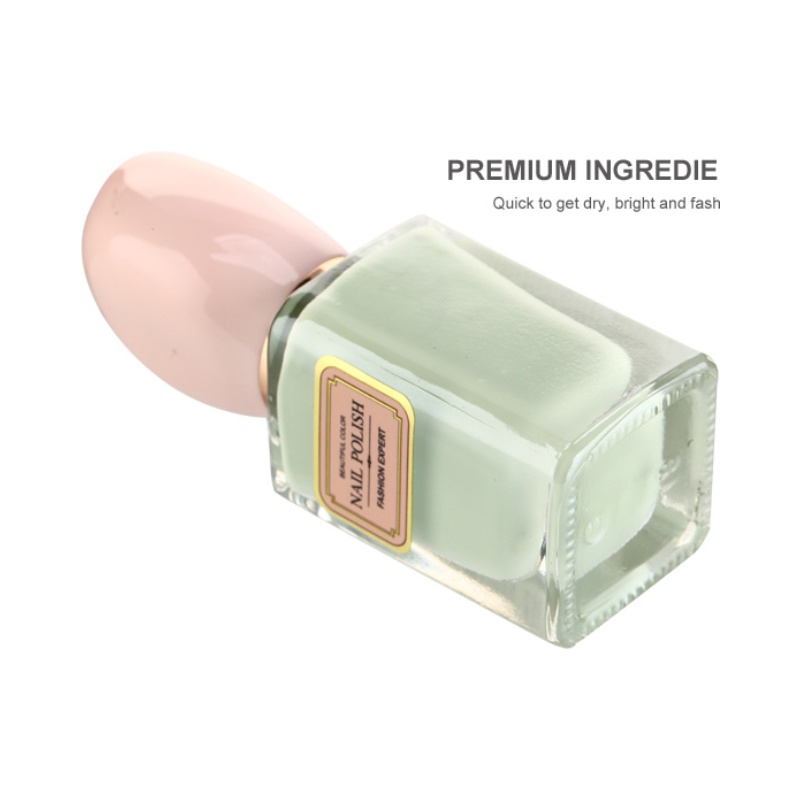 PREMIUM INGREDIE
Quick to get dry, bright and fash
BEAUTIFUL COLOR
NAIL POLISH
FASHION EXPERT